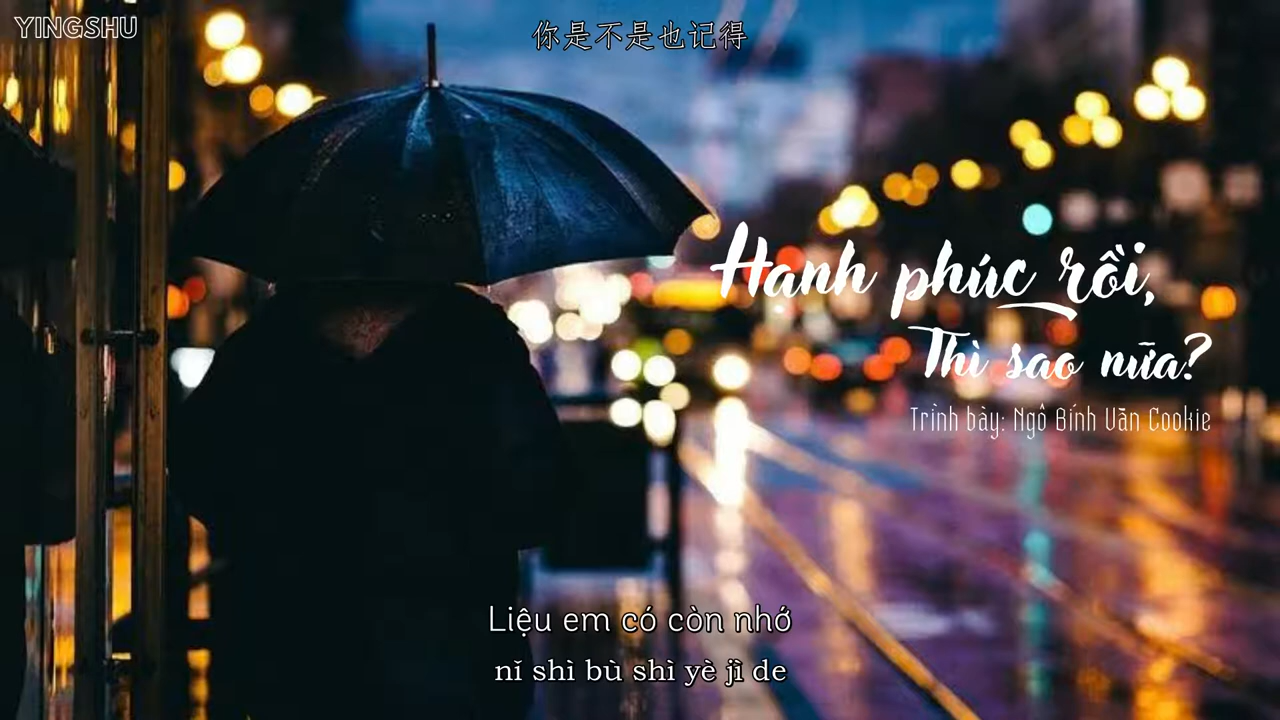 YINGSHU
你是不是也记得
Hanh phúc rồi,
Thì sao nữa?
Trình bày: Ngô Bính Văn Cookie
Liệu em có còn nhớ
nǐ shì bù shì yè jì de